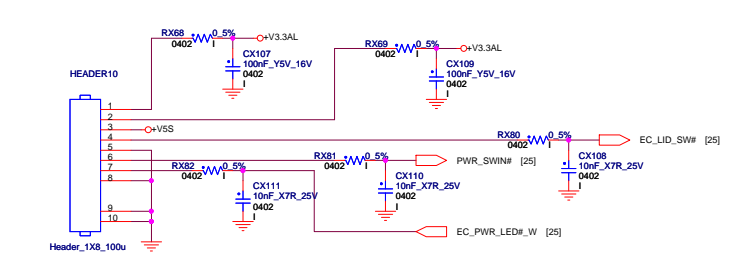 RX68 0_5% +V3.3AL
0402
CX107
100nF_Y5V_16V
0402
I
RX69 0_5% +V3.3AL
0402
CX109
100nF_Y5V_16V
0402
I
HEADER10
1
2
3 +V5S
4
5
6
7
8
9
10
Header_1X8_100u
RX80 0_5% EC_LID_SW# [25]
0402 I
CX108
10nF_X7R_25V
0402
I
RX81 0_5% PWR_SWIN# [25]
0402 I
CX110
10nF_X7R_25V
0402
I
RX82 0_5%
0402 I
CX111
10nF_X7R_25V
0402
I
EC_PWR_LED#_W [25]